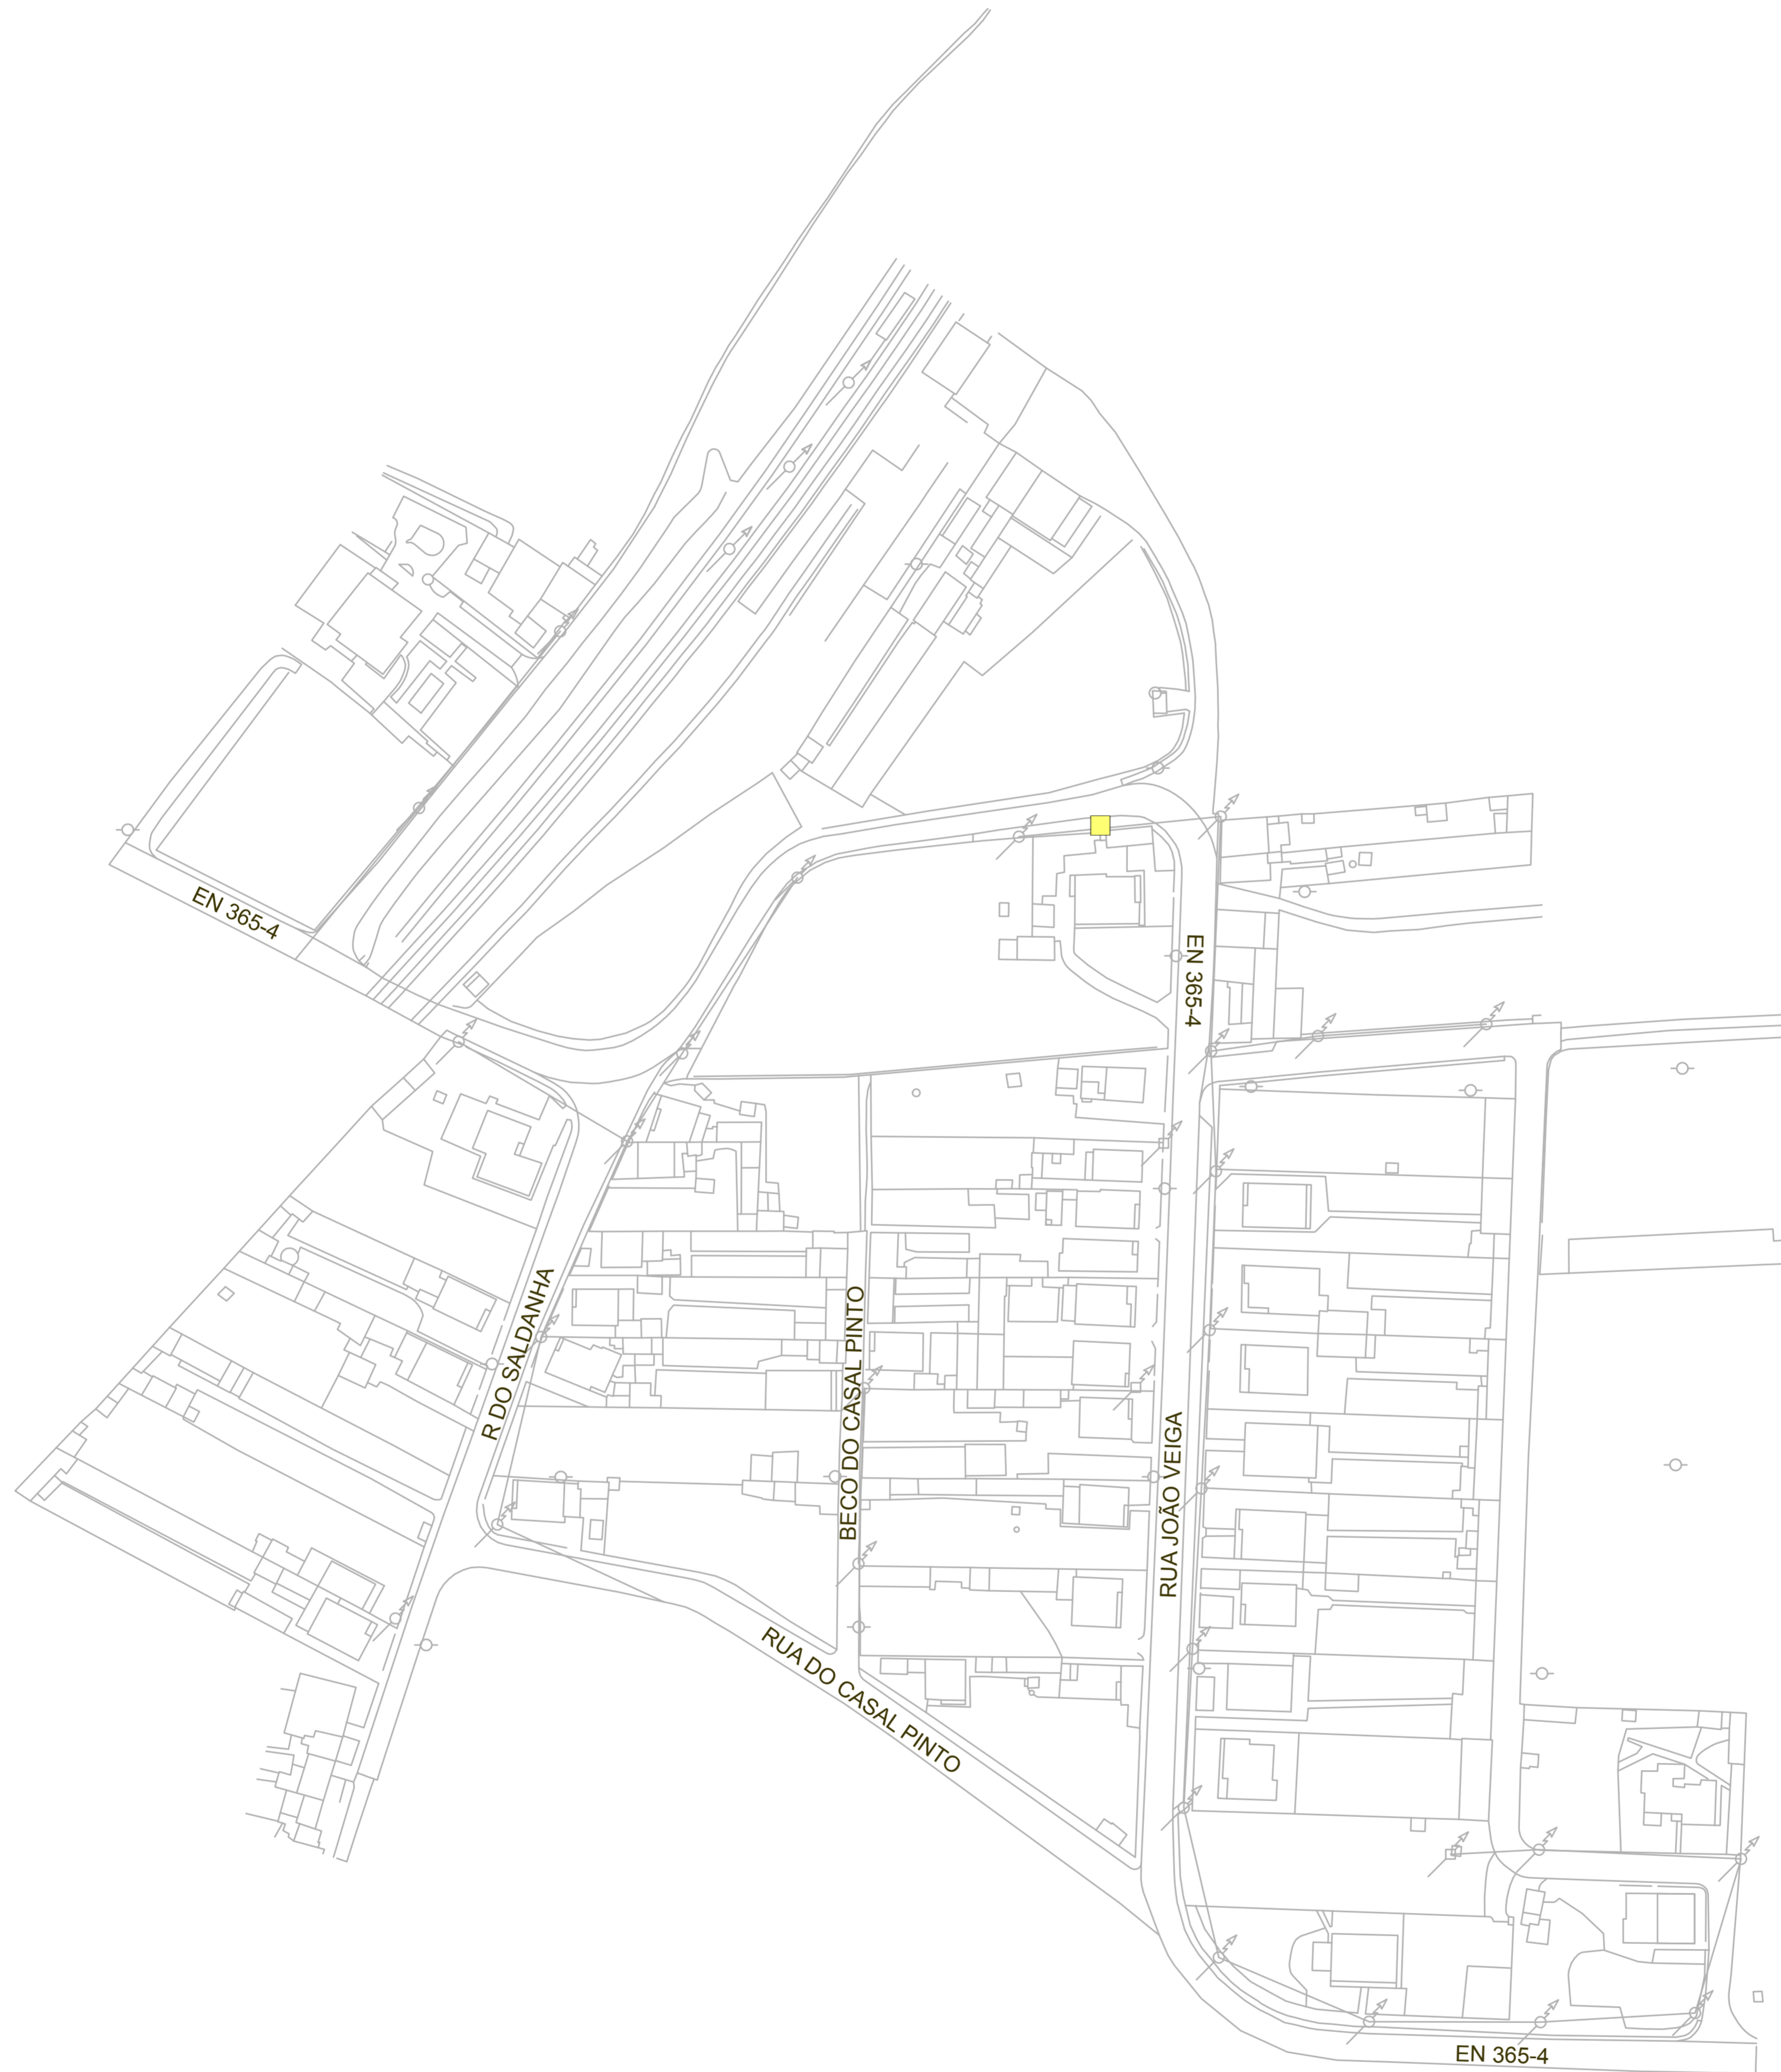 EN 365-4
EN 365-4
R DO SALDANHA
BECO DO CASAL PINTO
RUA JOÃO VEIGA
RUA DO CASAL PINTO
EN 365-4